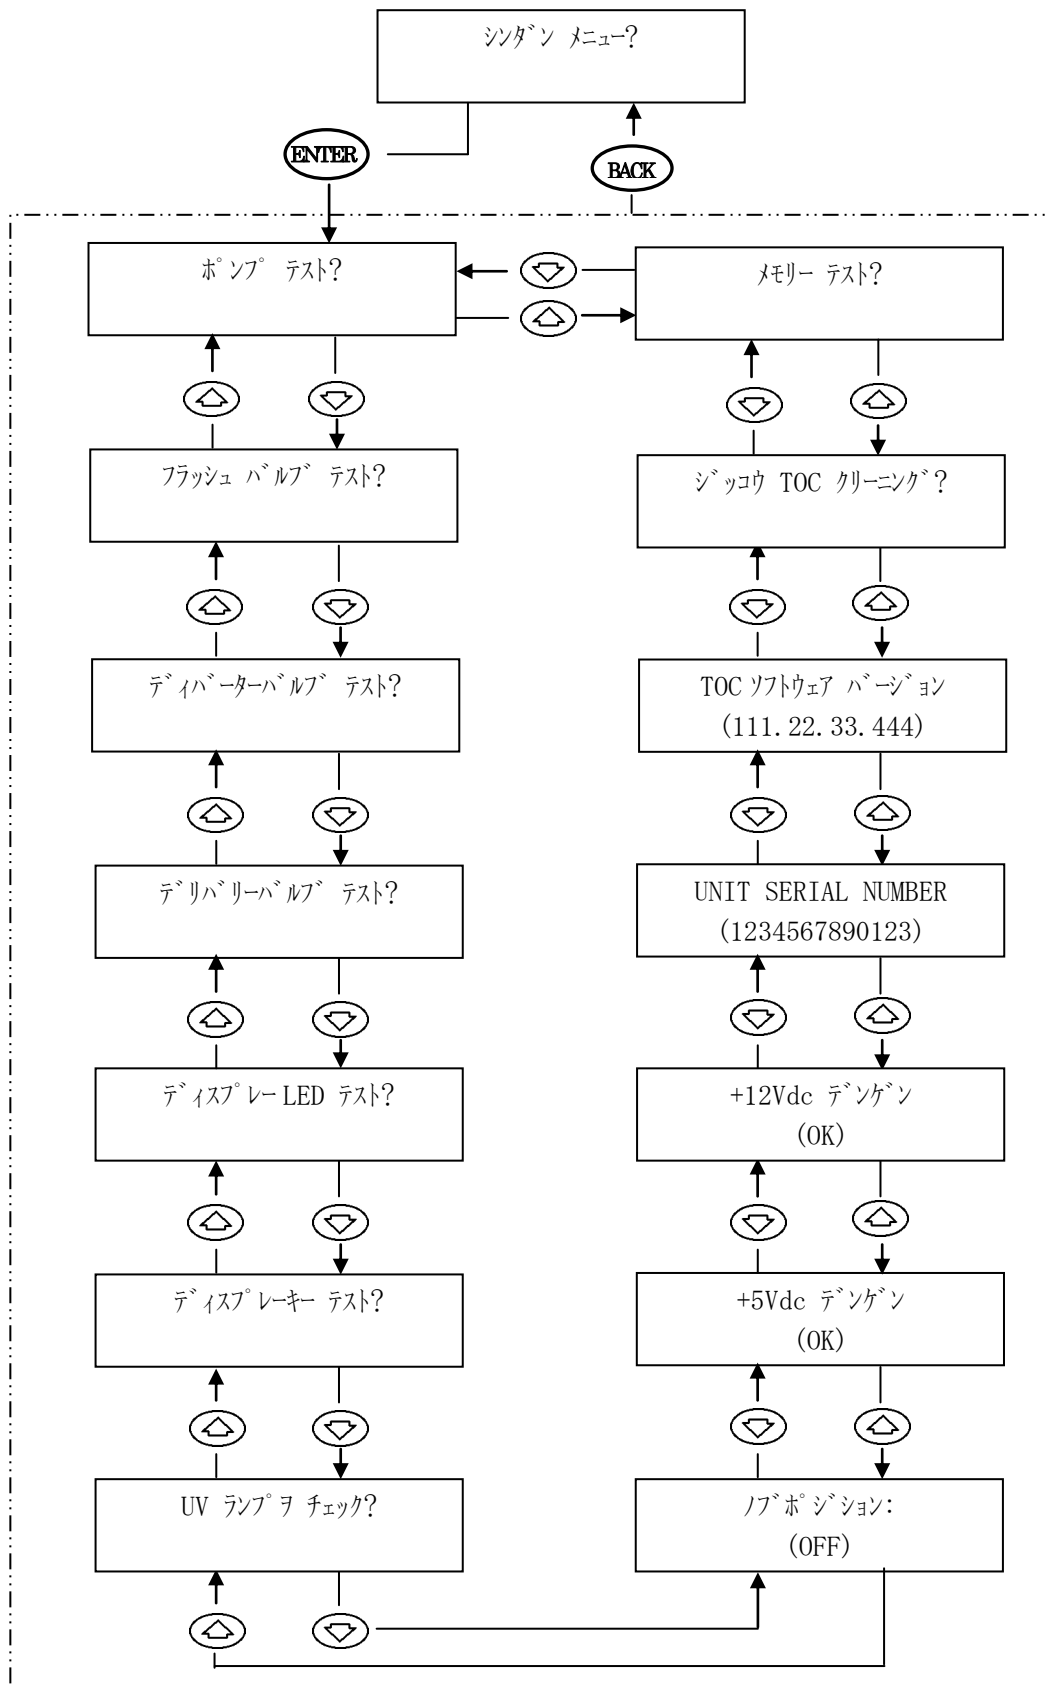 シンダン メニュー?
ENTER
BACK
ポンプ テスト?
メモリー テスト?
フラッシュ バルブ テスト?
ジッコウ TOC クリーニング?
ディバーターバルブ テスト?
TOC ソフトウェア バージョン
(111.22.33.444)
デリバリーバルブ テスト?
UNIT SERIAL NUMBER
(1234567890123)
ディスプレーLED テスト?
+12Vdc デンゲン
(OK)
ディスプレーキー テスト?
+5Vdc デンゲン
(OK)
UV ランプヲ チェック?
ノブポジション:
(OFF)